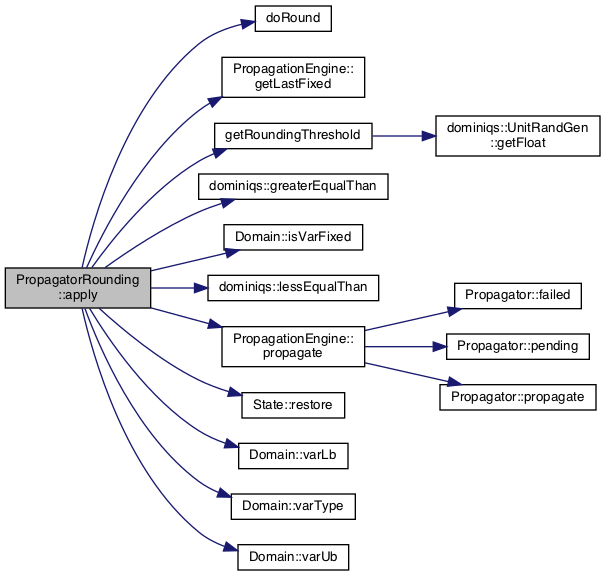 doRound
PropagationEngine::
getLastFixed
getRoundingThreshold
dominiqs::UnitRandGen
::getFloat
dominiqs::greaterEqualThan
Domain::isVarFixed
PropagatorRounding
::apply
dominiqs::lessEqualThan
PropagationEngine::
propagate
Propagator::failed
Propagator::pending
Propagator::propagate
State::restore
Domain::varLb
Domain::varType
Domain::varUb